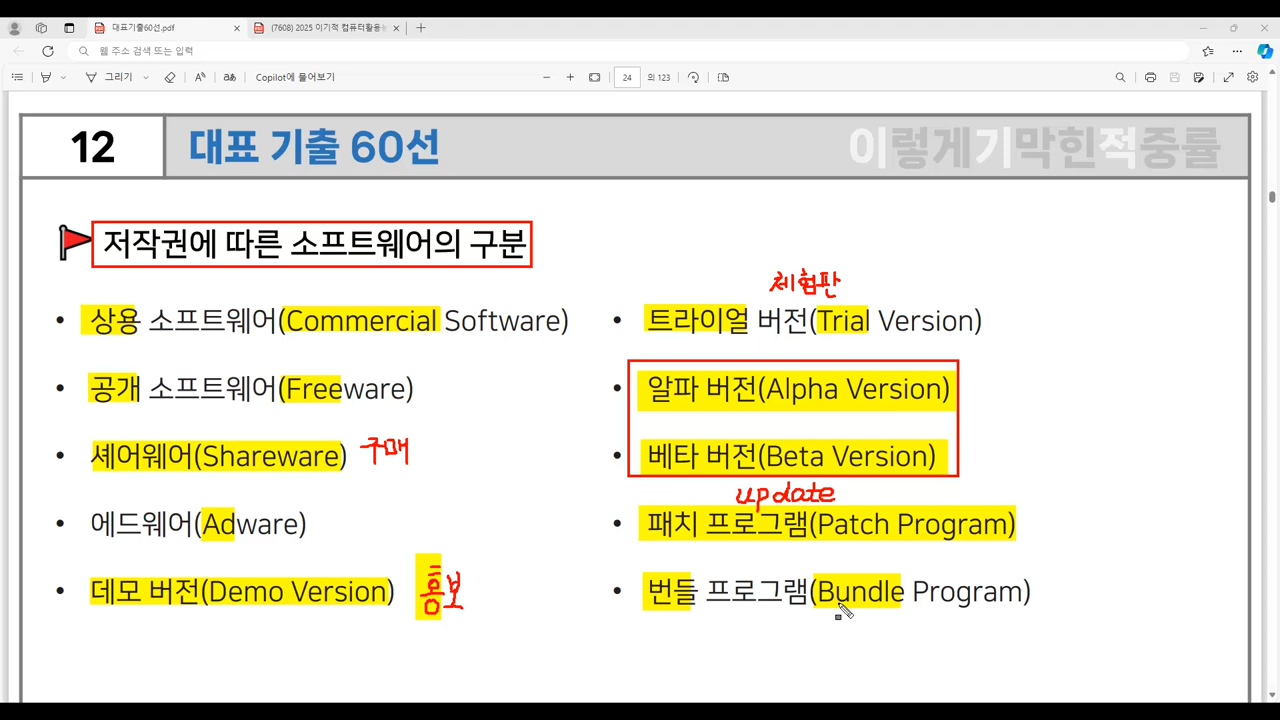 대표기출60선.pdf
(7608) 2025 이기적 컴퓨터활용능
웹 주소 검색 또는 입력
그리기
Copilot에 물어보기
24 의 123
12
대표 기출 60선
이렇게기막힌적중률
저작권에 따른 소프트웨어의 구분
• 상용 소프트웨어(Commercial Software)
• 공개 소프트웨어(Freeware)
• 셰어웨어(Shareware) 구매
• 에드웨어(Adware)
• 데모 버전(Demo Version) 홍보
체험판
• 트라이얼 버전(Trial Version)
• 알파 버전(Alpha Version)
• 베타 버전(Beta Version)
update
• 패치 프로그램(Patch Program)
• 번들 프로그램(Bundle Program)